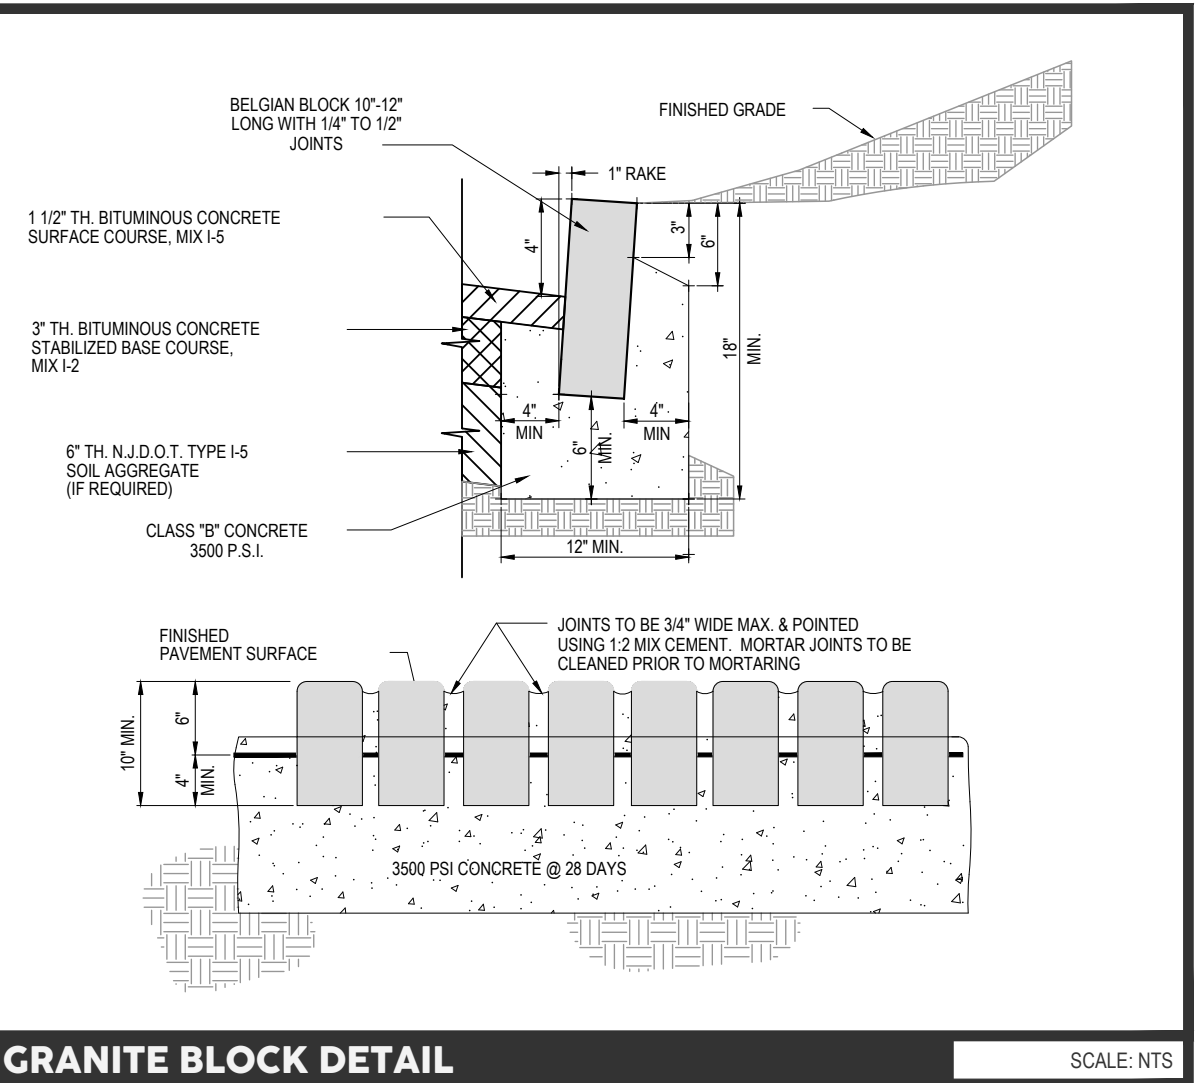 BELGIAN BLOCK 10"-12"
LONG WITH 1/4" TO 1/2"
JOINTS
FINISHED GRADE
1" RAKE
1 1/2" TH. BITUMINOUS CONCRETE
SURFACE COURSE, MIX I-5
4"
3"
6"
3" TH. BITUMINOUS CONCRETE
STABILIZED BASE COURSE,
MIX I-2
18"
MIN.
4"
MIN
4"
MIN
6"
MIN.
6" TH. N.J.D.O.T. TYPE I-5
SOIL AGGREGATE
(IF REQUIRED)
CLASS "B" CONCRETE
3500 P.S.I.
12" MIN.
FINISHED
PAVEMENT SURFACE
JOINTS TO BE 3/4" WIDE MAX. & POINTED
USING 1:2 MIX CEMENT.  MORTAR JOINTS TO BE
CLEANED PRIOR TO MORTARING
10" MIN.
6"
4"
MIN.
3500 PSI CONCRETE @ 28 DAYS
GRANITE BLOCK DETAIL
SCALE: NTS